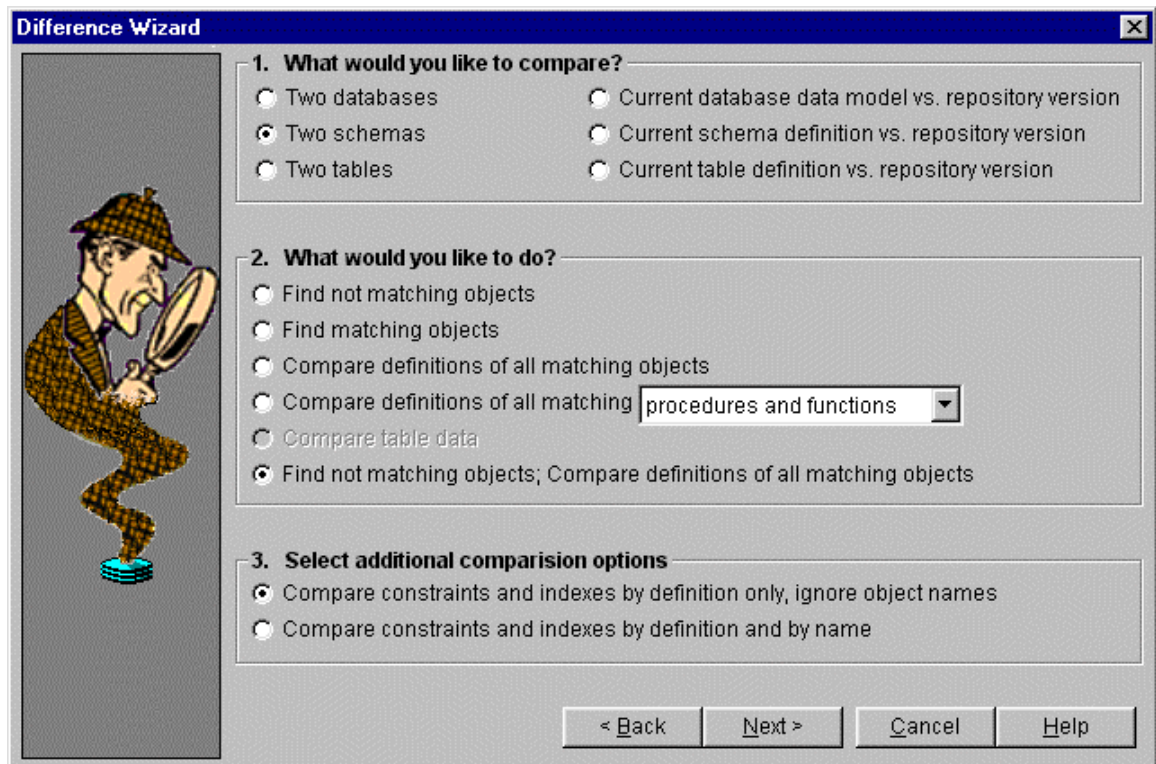 Difference Wizard
1. What would you like to compare?
Two databases
Current database data model vs. repository version
Two schemas
Current schema definition vs. repository version
Two tables
Current table definition vs. repository version
2. What would you like to do?
Find not matching objects
Find matching objects
Compare definitions of all matching objects
Compare definitions of all matching procedures and functions
Compare table data
Find not matching objects; Compare definitions of all matching objects
3. Select additional comparision options
Compare constraints and indexes by definition only, ignore object names
Compare constraints and indexes by definition and by name
< Back Next > Cancel Help